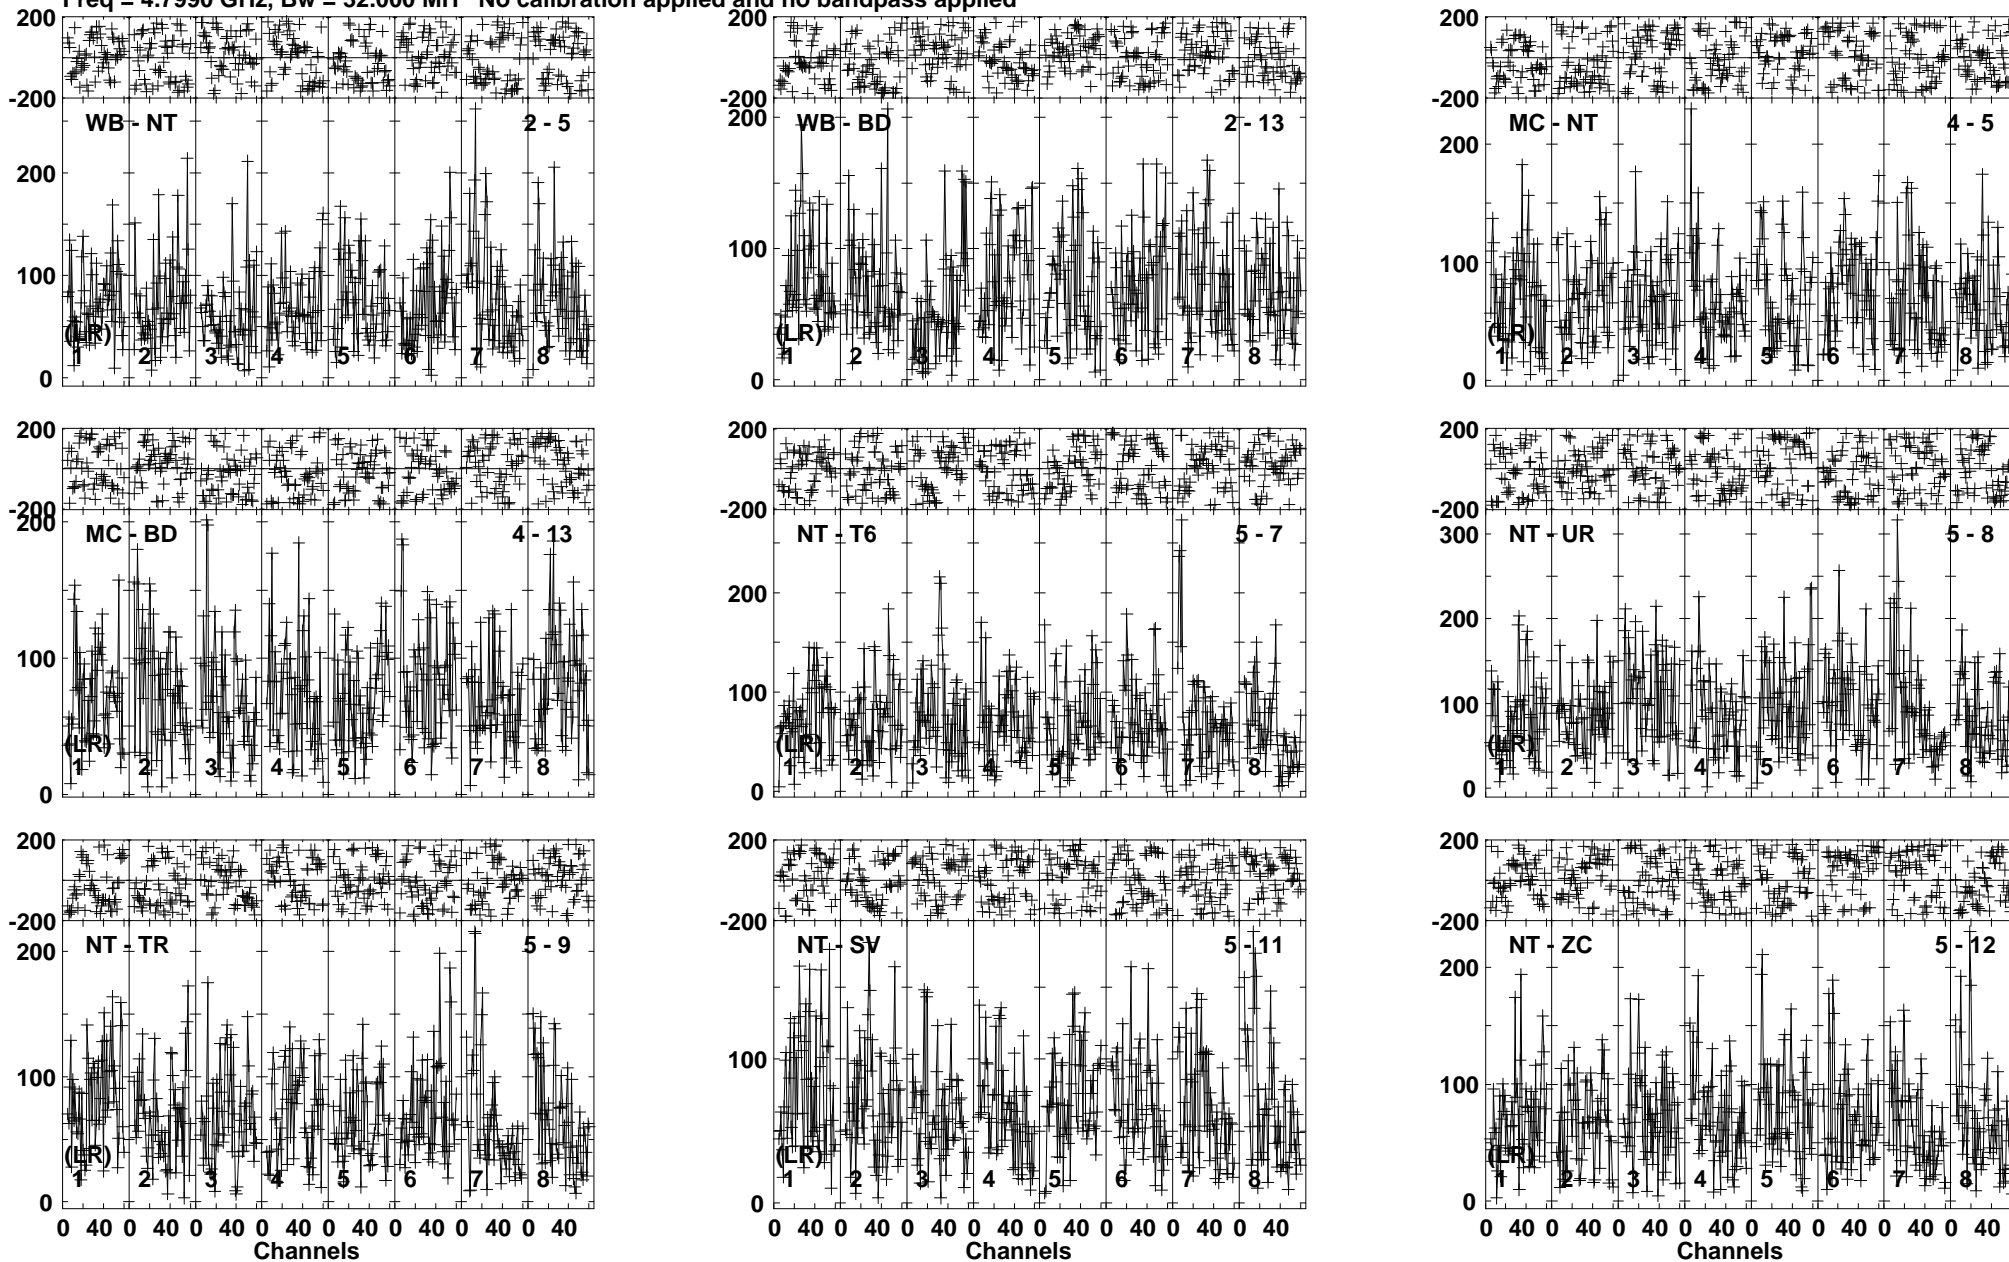 Freq = 4.7990 GHz, Bw = 32.000 MH No calibration applied and no bandpass applied
200 200 200
-200 -200 -200
WB - NT 2 - 5 WB - BD 2 - 13 MC - NT 4 - 5
200 200 200
100 100 100
(LR) (LR) (LR)
1 2 3 4 5 6 7 8 1 2 3 4 5 6 7 8 1 2 3 4 5 6 7 8
0 0 0
200 200 200
-200 -200 -200
200 300
MC - BD 4 - 13 NT - T6 5 - 7 NT - UR 5 - 8
200 200
100 100 100
(LR) (LR) (LR)
1 2 3 4 5 6 7 8 1 2 3 4 5 6 7 8 1 2 3 4 5 6 7 8
0 0 0
200 200 200
-200 -200 -200
NT - TR 5 - 9 NT - SV 5 - 11 NT - ZC 5 - 12
200 200
100 100 100
(LR) (LR) (LR)
1 2 3 4 5 6 7 8 1 2 3 4 5 6 7 8 1 2 3 4 5 6 7 8
0 0 0
0 40 0 40 0 40 0 40 0 40 0 40 0 40 0 40 0 40 0 40 0 40 0 40 0 40 0 40 0 40 0 40 0 40 0 40 0 40 0 40 0 40 0 40 0 40 0 40
Channels Channels Channels